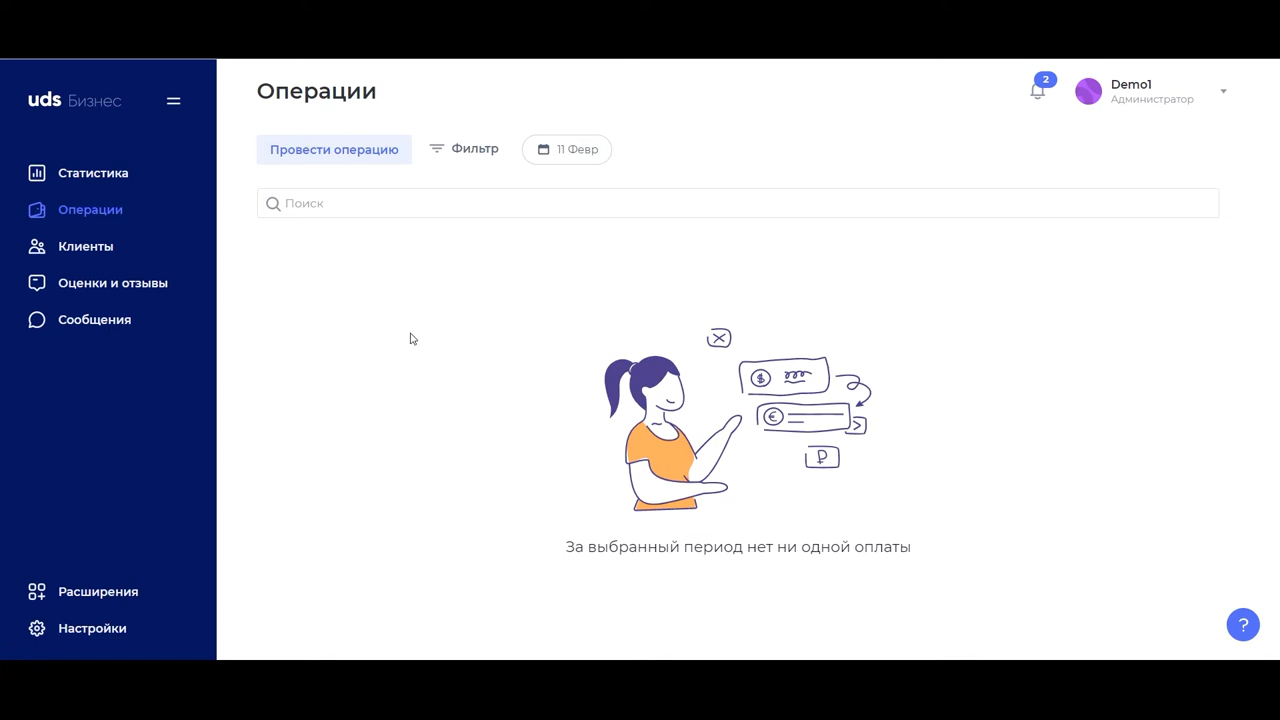 uds Бизнес
Статистика
Операции
Клиенты
Оценки и отзывы
Сообщения
Расширения
Настройки
Операции
2
Demo1
Администратор
Провести операцию
Фильтр
11 Февр
Поиск
$
€
₽
За выбранный период нет ни одной оплаты
?